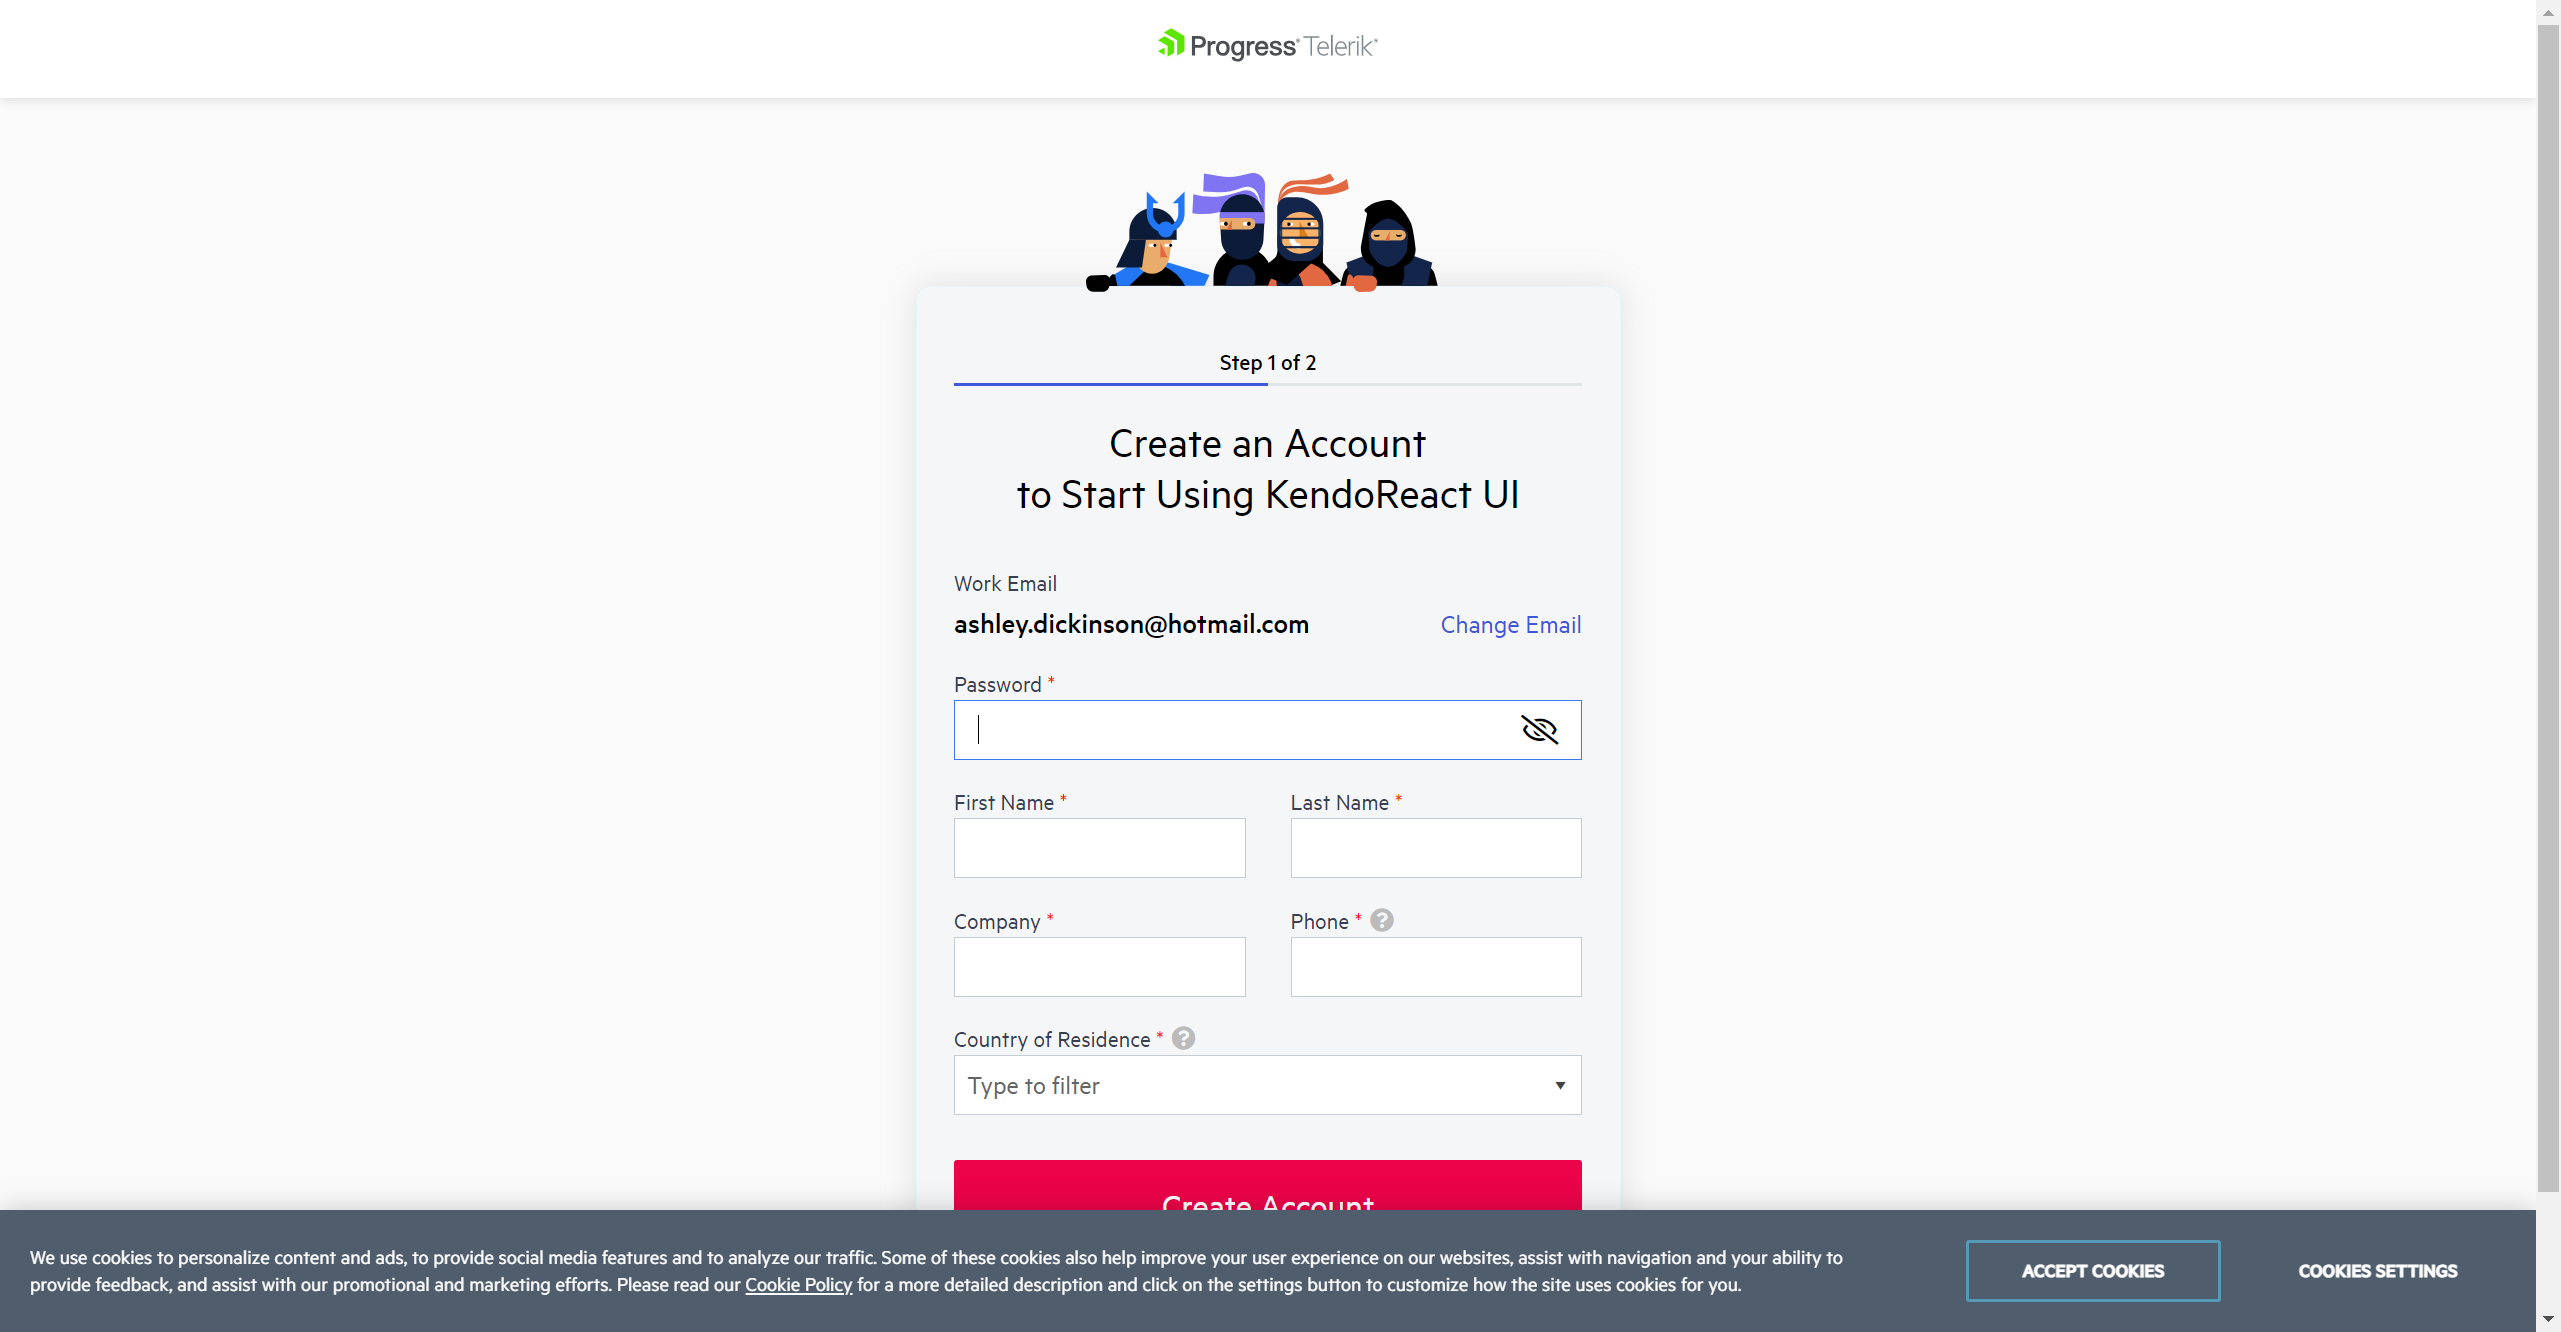 Progress® Telerik®
Step 1 of 2
Create an Account
to Start Using KendoReact UI
Work Email
ashley.dickinson@hotmail.com
Change Email
Password *
First Name *
Last Name *
Company *
Phone * ?
Country of Residence * ?
Type to filter
Create Account
We use cookies to personalize content and ads, to provide social media features and to analyze our traffic. Some of these cookies also help improve your user experience on our websites, assist with navigation and your ability to
provide feedback, and assist with our promotional and marketing efforts. Please read our Cookie Policy for a more detailed description and click on the settings button to customize how the site uses cookies for you.
ACCEPT COOKIES
COOKIES SETTINGS